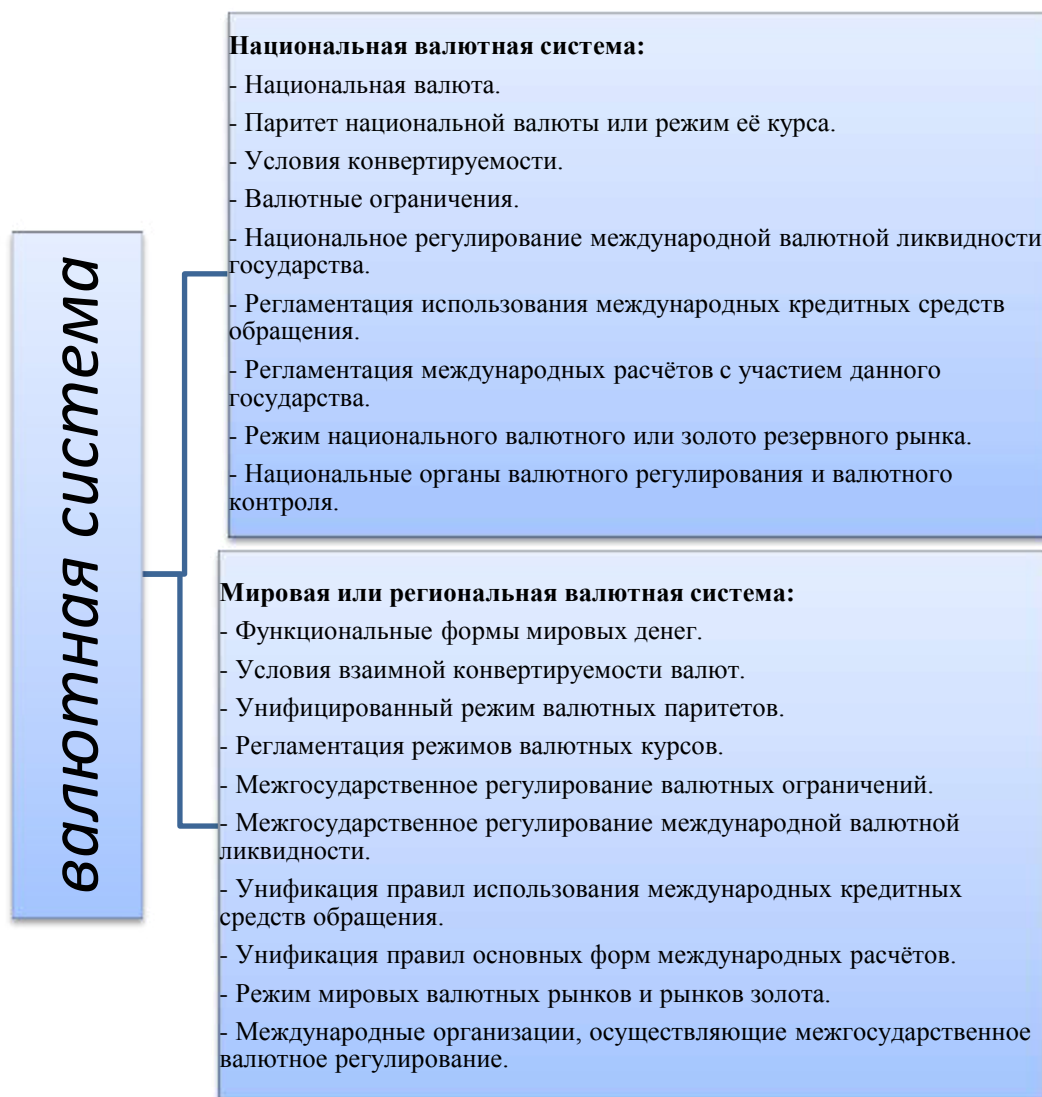 валютная система
Национальная валютная система:
- Национальная валюта.
- Паритет национальной валюты или режим её курса.
- Условия конвертируемости.
- Валютные ограничения.
- Национальное регулирование международной валютной ликвидности
государства.
- Регламентация использования международных кредитных средств
обращения.
- Регламентация международных расчётов с участием данного
государства.
- Режим национального валютного или золото резервного рынка.
- Национальные органы валютного регулирования и валютного
контроля.
Мировая или региональная валютная система:
- Функциональные формы мировых денег.
- Условия взаимной конвертируемости валют.
- Унифицированный режим валютных паритетов.
- Регламентация режимов валютных курсов.
- Межгосударственное регулирование валютных ограничений.
- Межгосударственное регулирование международной валютной
ликвидности.
- Унификация правил использования международных кредитных
средств обращения.
- Унификация правил основных форм международных расчётов.
- Режим мировых валютных рынков и рынков золота.
- Международные организации, осуществляющие межгосударственное
валютное регулирование.